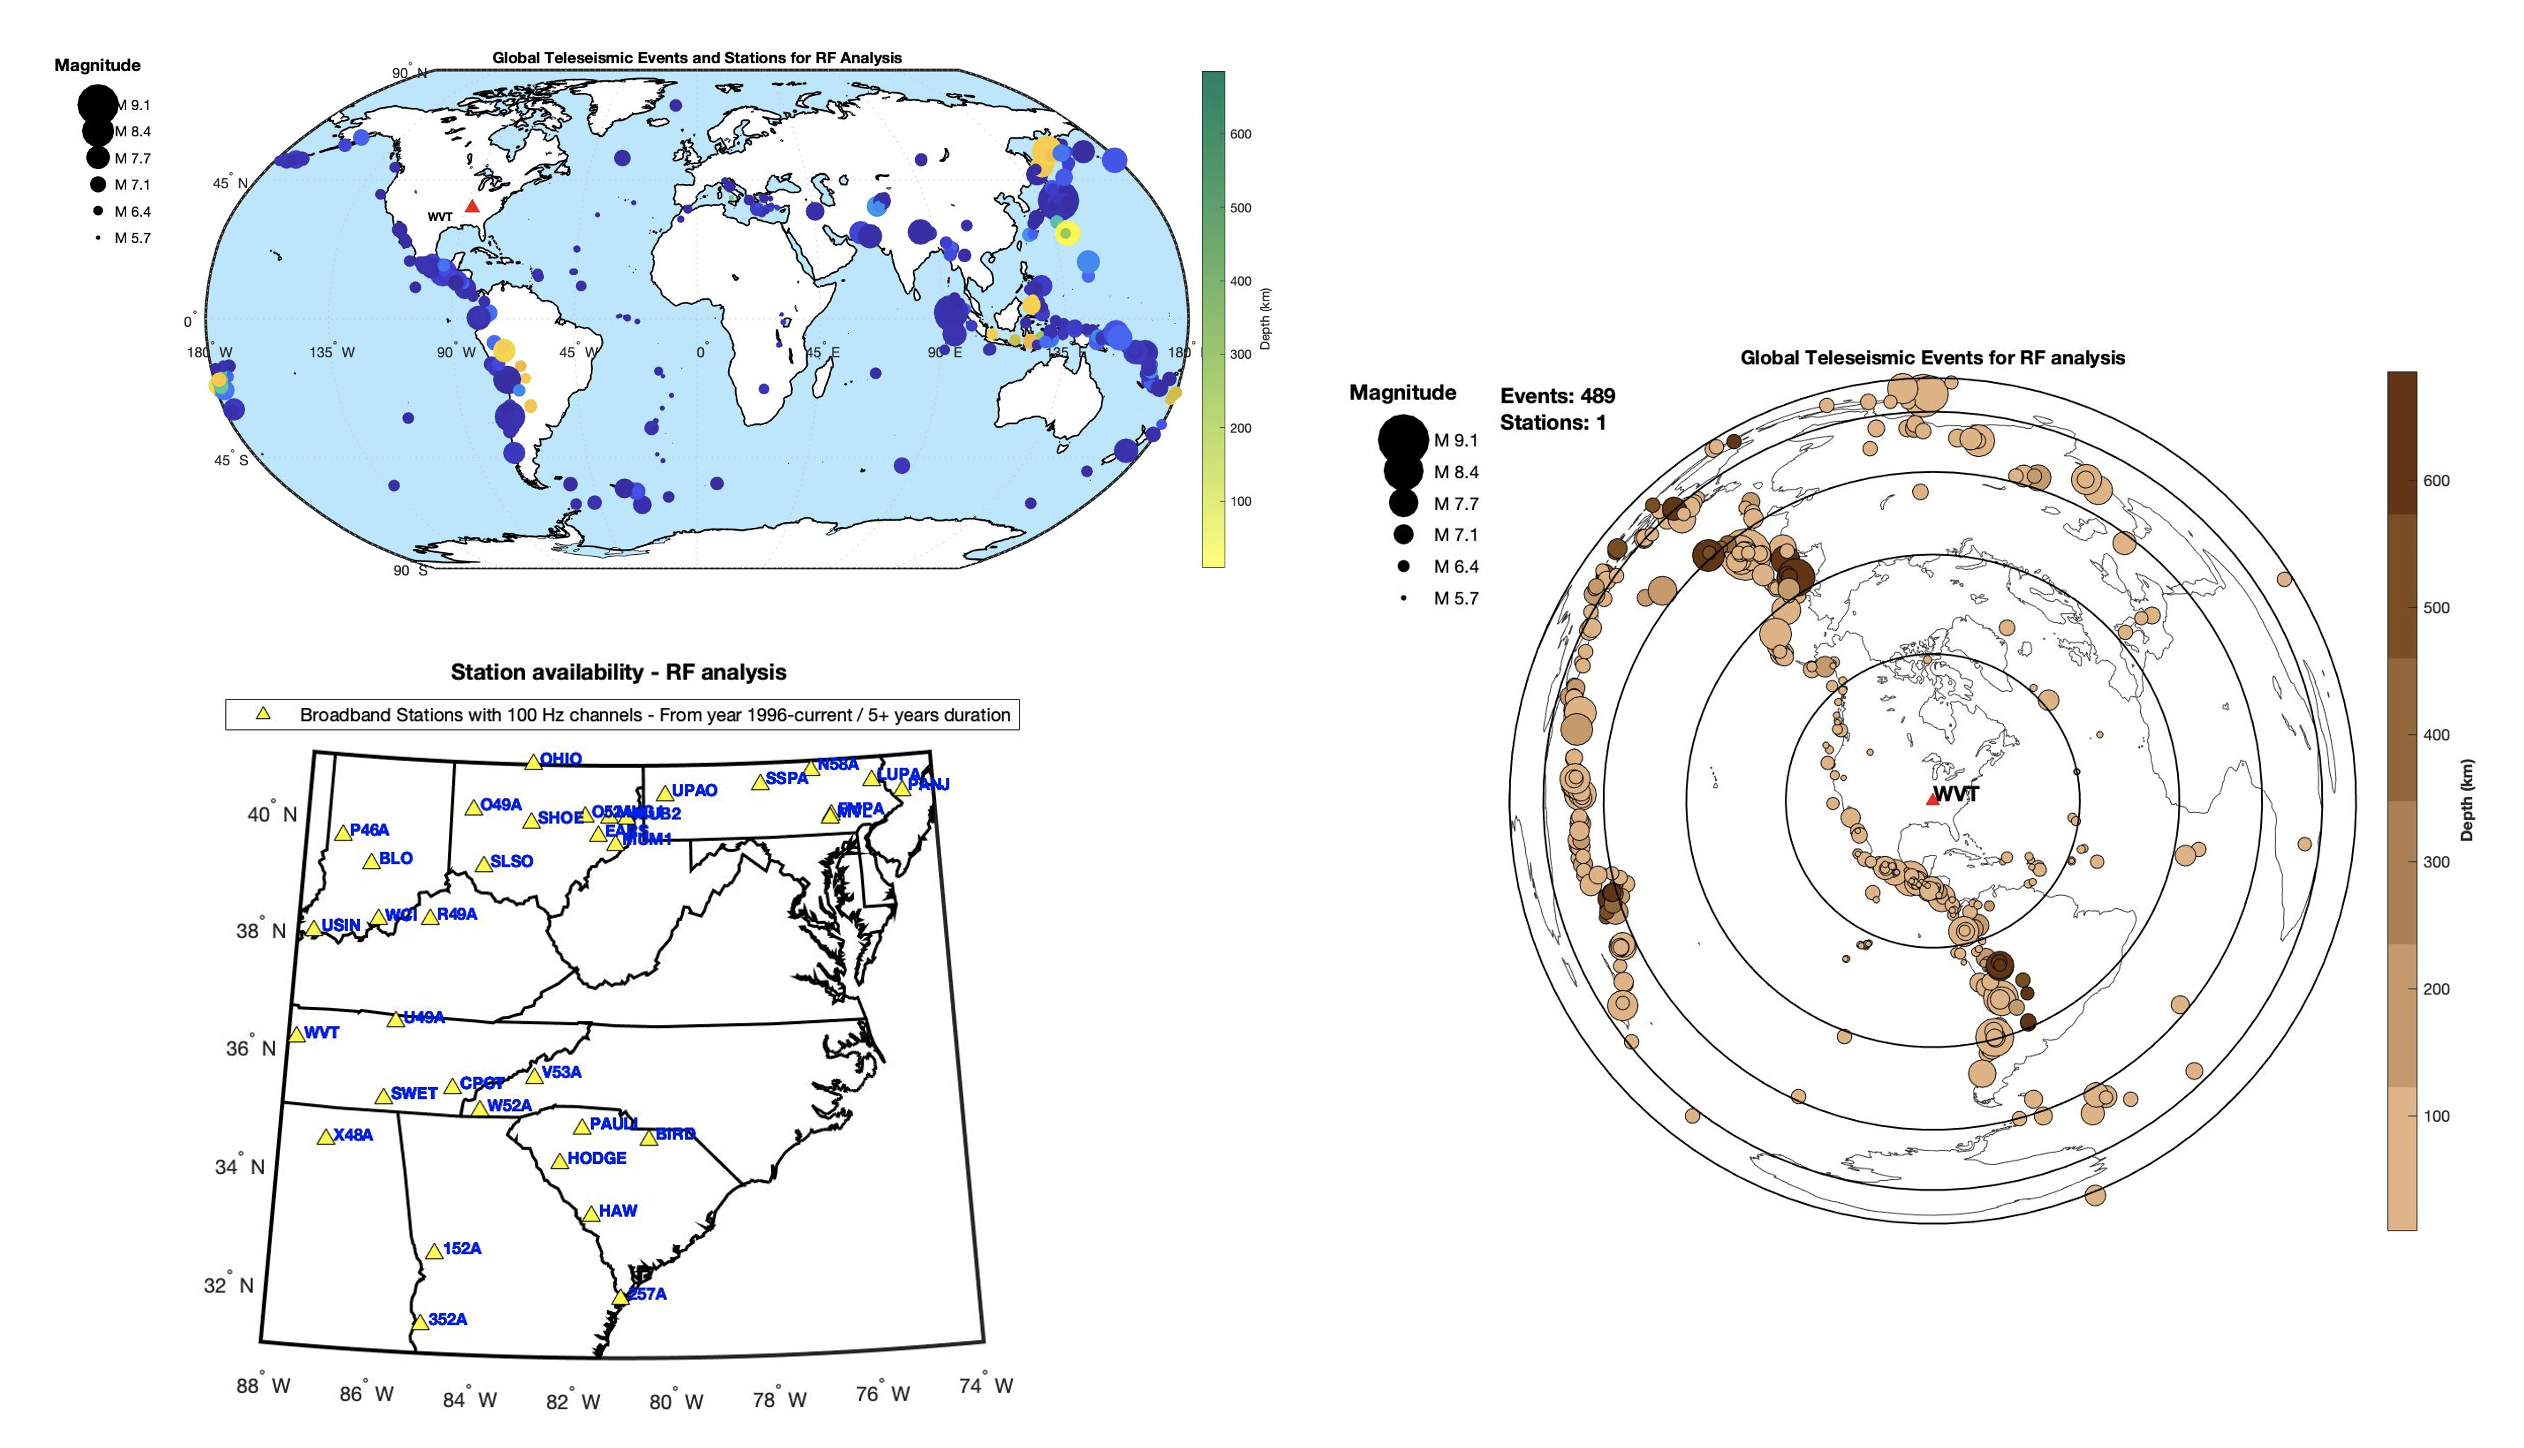 Global Teleseismic Events and Stations for RF Analysis
Magnitude
M 9.1
M 8.4
M 7.7
M 7.1
M 6.4
M 5.7
90° N
45° N
0°
45° S
90° S
180° W
135° W
90° W
45° W
0°
45° E
90° E
135° E
180°
WVT
600
500
400
300
200
100
Depth (km)
Station availability - RF analysis
Broadband Stations with 100 Hz channels - From year 1996-current / 5+ years duration
OHIO
N58A
SSPA
LUPA
PANJ
UPAO
O49A
SHOE
P46A
BLO
SLSO
USIN
WCI
R49A
U49A
WVT
SWET
CPCT
V53A
W52A
X48A
PAULI
BIRD
HODGE
HAW
152A
257A
352A
40° N
38° N
36° N
34° N
32° N
88° W
86° W
84° W
82° W
80° W
78° W
76° W
74° W
Global Teleseismic Events for RF analysis
Magnitude
M 9.1
M 8.4
M 7.7
M 7.1
M 6.4
M 5.7
Events: 489
Stations: 1
WVT
600
500
400
300
200
100
Depth (km)